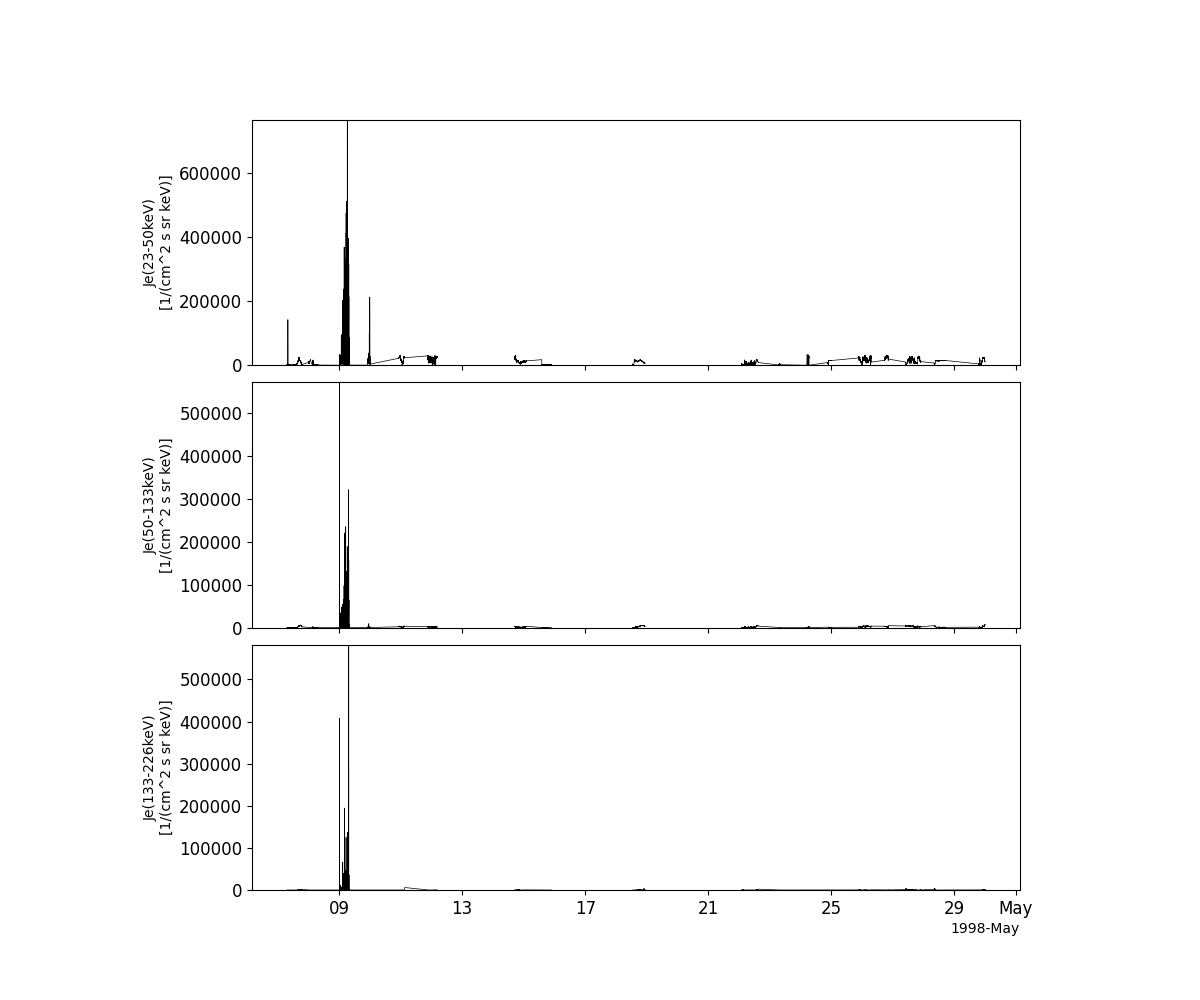 Je(23-50keV)
[1/(cm^2 s sr keV)]
600000
400000
200000
0
Je(50-133keV)
[1/(cm^2 s sr keV)]
500000
400000
300000
200000
100000
0
Je(133-226keV)
[1/(cm^2 s sr keV)]
500000
400000
300000
200000
100000
0
09 13 17 21 25 29 May
1998-May